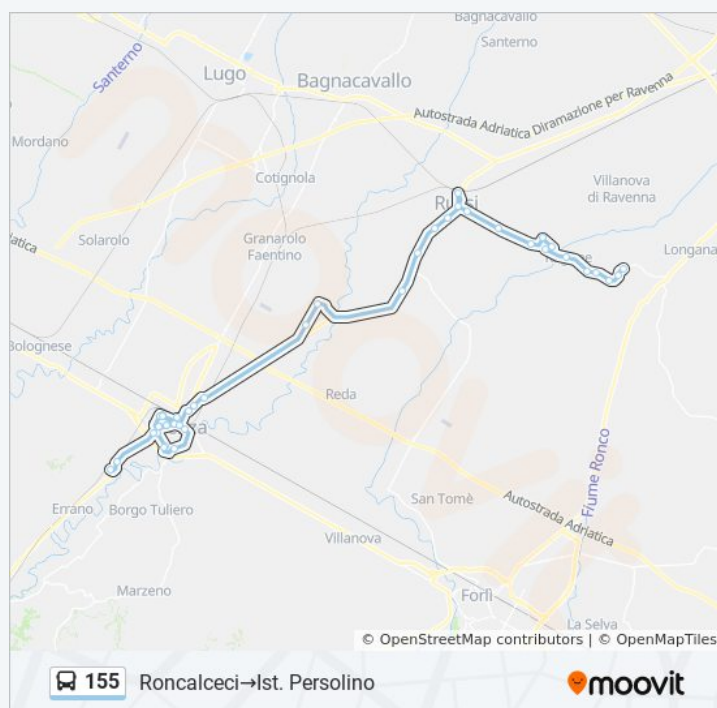 Bagnacavallo
Santerno
Santerno
Lugo
Bagnacavallo
Autostrada Adriatica Diramazione per Ravenna
Mordano
Cotignola
Villanova
di Ravenna
Solarolo
Granarolo
Faentino
Longana
Adriatica
Bolognese
Reda
moovit
San Tomè
Autostrada Adriatica
Fiume Ronco
Errano
Borgo Tuliero
Villanova
Marzeno
Forlì
La Selva
© OpenStreetMap contributors | © OpenMapTiles
155 Roncalceci→Ist. Persolino
moovit